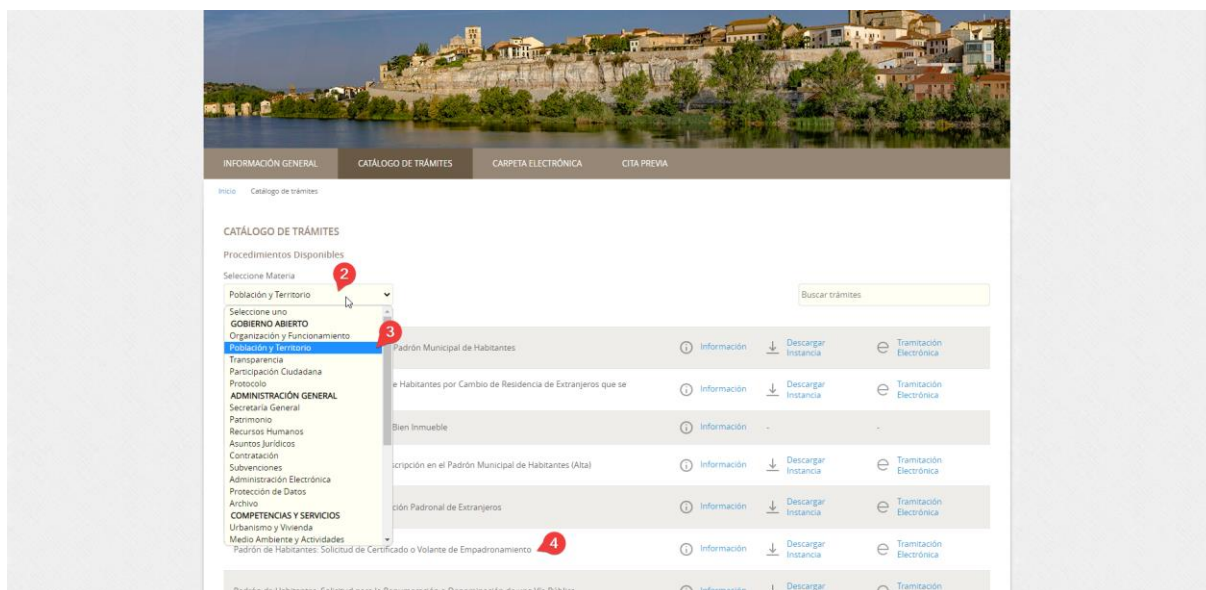 INFORMACIÓN GENERAL CATÁLOGO DE TRÁMITES CARPETA ELECTRÓNICA CITA PREVIA
Inicio Catálogo de trámites
CATÁLOGO DE TRÁMITES
Procedimientos Disponibles
Seleccione Materia
2
Población y Territorio
Buscar trámites
Seleccione uno
GOBIERNO ABIERTO
Organización y Funcionamiento
3
Población y Territorio
Transparencia
Participación Ciudadana
Protocolo
ADMINISTRACIÓN GENERAL
Secretaría General
Patrimonio
Recursos Humanos
Asuntos Jurídicos
Contratación
Subvenciones
Administración Electrónica
Protección de Datos
Archivo
COMPETENCIAS Y SERVICIOS
Urbanismo y Vivienda
Medio Ambiente y Actividades
Padrón Municipal de Habitantes Información Descargar Instancia Tramitación Electrónica
e Habitantes por Cambio de Residencia de Extranjeros que se Información Descargar Instancia Tramitación Electrónica
Bien Inmueble Información - -
scripción en el Padrón Municipal de Habitantes (Alta) Información Descargar Instancia Tramitación Electrónica
ción Padronal de Extranjeros Información Descargar Instancia Tramitación Electrónica
Padrón de Habitantes: Solicitud de Certificado o Volante de Empadronamiento 4 Información Descargar Instancia Tramitación Electrónica
Descargar Tramitación